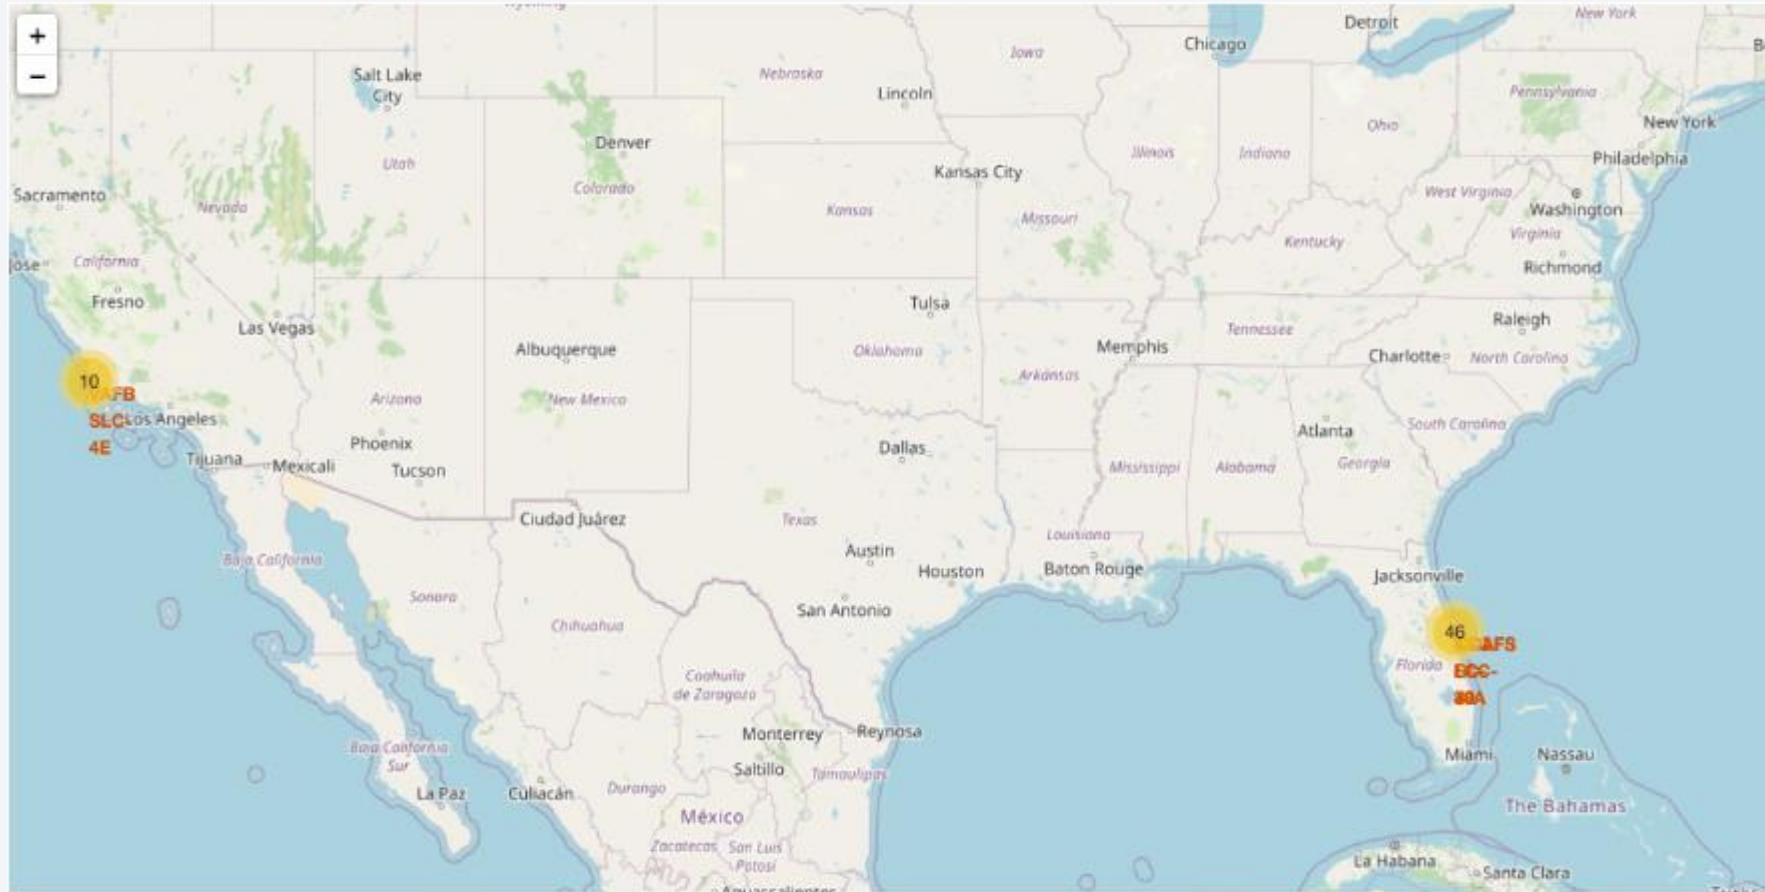 Wyoming
Detroit
New York
+
Chicago
Iowa
−
Salt Lake
City
Nebraska
Lincoln
Pennsylvania
New York
Ohio
Denver
Utah
Illinois
Indiana
Philadelphia
Kansas City
Colorado
Sacramento
Nevada
Kansas
Missouri
West Virginia
Washington
Kentucky
Virginia
California
Richmond
Fresno
Tulsa
Las Vegas
Raleigh
Tennessee
Albuquerque
Oklahoma
Memphis
Charlotte
North Carolina
10
Arkansas
VAFB
Arizona
New Mexico
SLC-
Los Angeles
4E
Phoenix
Dallas
Atlanta
South Carolina
Tijuana
Mexicali
Tucson
Mississippi
Alabama
Georgia
Ciudad Juárez
Texas
Louisiana
Austin
Baja California
Houston
Baton Rouge
Jacksonville
Sonora
San Antonio
Chihuahua
46
Florida
Coahuila
de Zaragoza
Monterrey
Reynosa
Baja California
Sur
Saltillo
Tamaulipas
Miami
Nassau
La Paz
Culiacán
Durango
México
The Bahamas
Zacatecas
San Luis
Potosí
La Habana
Santa Clara
Aguascalientes